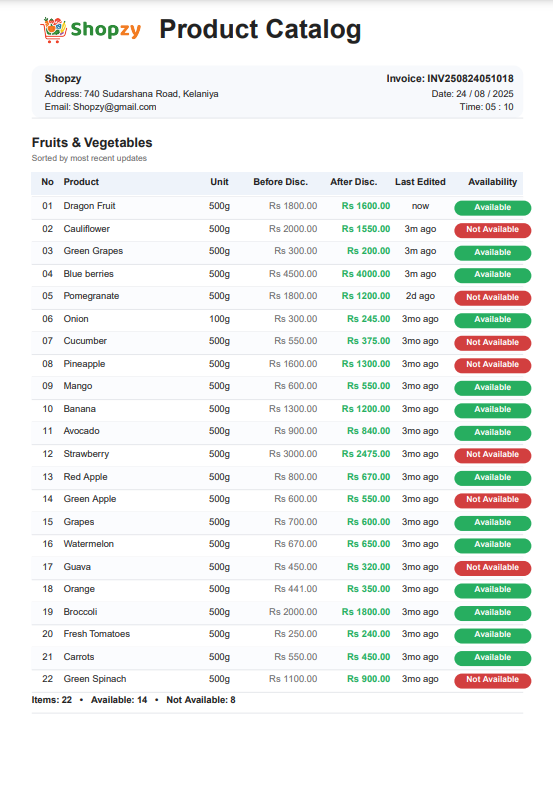 Shopzy Product Catalog
Shopzy Invoice: INV250824051018
Address: 740 Sudarshana Road, Kelaniya Date: 24 / 08 / 2025
Email: Shopzy@gmail.com Time: 05 : 10
Fruits & Vegetables
Sorted by most recent updates
No Product Unit Before Disc. After Disc. Last Edited Availability
01 Dragon Fruit 500g Rs 1800.00 Rs 1600.00 now Available
02 Cauliflower 500g Rs 2000.00 Rs 1550.00 3m ago Not Available
03 Green Grapes 500g Rs 300.00 Rs 200.00 3m ago Available
04 Blue berries 500g Rs 4500.00 Rs 4000.00 3m ago Available
05 Pomegranate 500g Rs 1800.00 Rs 1200.00 2d ago Not Available
06 Onion 100g Rs 300.00 Rs 245.00 3mo ago Available
07 Cucumber 500g Rs 550.00 Rs 375.00 3mo ago Not Available
08 Pineapple 500g Rs 1600.00 Rs 1300.00 3mo ago Not Available
09 Mango 500g Rs 600.00 Rs 550.00 3mo ago Available
10 Banana 500g Rs 1300.00 Rs 1200.00 3mo ago Available
11 Avocado 500g Rs 900.00 Rs 840.00 3mo ago Available
12 Strawberry 500g Rs 3000.00 Rs 2475.00 3mo ago Not Available
13 Red Apple 500g Rs 800.00 Rs 670.00 3mo ago Available
14 Green Apple 500g Rs 600.00 Rs 550.00 3mo ago Not Available
15 Grapes 500g Rs 700.00 Rs 600.00 3mo ago Available
16 Watermelon 500g Rs 670.00 Rs 650.00 3mo ago Available
17 Guava 500g Rs 450.00 Rs 320.00 3mo ago Not Available
18 Orange 500g Rs 441.00 Rs 350.00 3mo ago Available
19 Broccoli 500g Rs 2000.00 Rs 1800.00 3mo ago Available
20 Fresh Tomatoes 500g Rs 250.00 Rs 240.00 3mo ago Available
21 Carrots 500g Rs 550.00 Rs 450.00 3mo ago Available
22 Green Spinach 500g Rs 1100.00 Rs 900.00 3mo ago Not Available
Items: 22 • Available: 14 • Not Available: 8